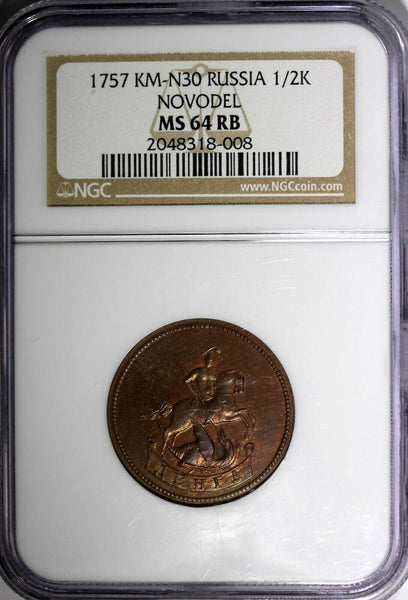 1757 KM-N30 RUSSIA 1/2K
NOVODEL
MS 64 RB
2048318-008
NGC
www.NGCcoin.com
ДЕНГА